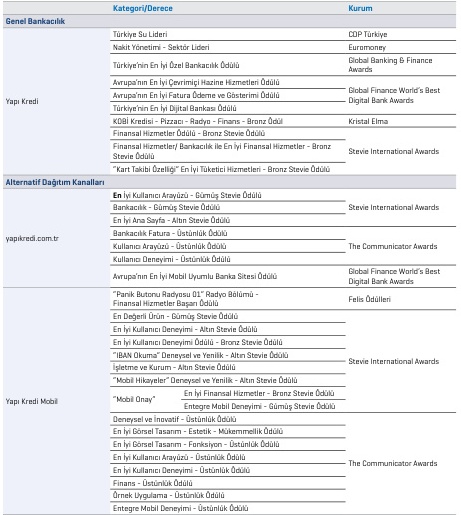 Kategori/Derece Kurum
Genel Bankacılık
Türkiye Su Lideri CDP Türkiye
Nakit Yönetimi - Sektör Lideri Euromoney
Türkiye'nin En İyi Özel Bankacılık Ödülü Global Banking & Finance
Awards
Yapı Kredi
Avrupa'nın En İyi Çevrimiçi Hazine Hizmetleri Ödülü
Avrupa'nın En İyi Fatura Ödeme ve Gösterimi Ödülü Global Finance World's Best
Digital Bank Awards
Türkiye'nin En İyi Dijital Bankası Ödülü
KOBİ Kredisi - Pizzacı - Radyo - Finans - Bronz Ödül Kristal Elma
Finansal Hizmetler Ödülü - Bronz Stevie Ödülü
Finansal Hizmetler/ Bankacılık ile En İyi Finansal Hizmetler - Bronz
Stevie Ödülü Stevie International Awards
"Kart Takibi Özelliği" En İyi Tüketici Hizmetleri - Bronz Stevie Ödülü
Alternatif Dağıtım Kanalları
yapikredi.com.tr
En İyi Kullanıcı Arayüzü - Gümüş Stevie Ödülü
Bankacılık - Gümüş Stevie Ödülü Stevie International Awards
En İyi Ana Sayfa - Altın Stevie Ödülü
Bankacılık Fatura - Üstünlük Ödülü
Kullanıcı Arayüzü - Üstünlük Ödülü The Communicator Awards
Kullanıcı Deneyimi - Üstünlük Ödülü
Avrupa'nın En İyi Mobil Uyumlu Banka Sitesi Ödülü Global Finance World's Best
Digital Bank Awards
Yapı Kredi Mobil
"Panik Butonu Radyosu 01" Radyo Bölümü -
Finansal Hizmetler Başarı Ödülü Felis Ödülleri
En Değerli Ürün - Gümüş Stevie Ödülü
En İyi Kullanıcı Deneyimi - Altın Stevie Ödülü
En İyi Kullanıcı Deneyimi Ödülü - Bronz Stevie Ödülü
"IBAN Okuma" Deneysel ve Yenilik - Altın Stevie Ödülü Stevie International Awards
İşletme ve Kurum - Altın Stevie Ödülü
"Mobil Hikayeler" Deneysel ve Yenilik - Altın Stevie Ödülü
"Mobil Onay" En İyi Finansal Hizmetler - Bronz Stevie Ödülü
Entegre Mobil Deneyimi - Gümüş Stevie Ödülü
Deneysel ve İnovatif - Üstünlük Ödülü
En İyi Görsel Tasarım - Estetik - Mükemmellik Ödülü
En İyi Görsel Tasarım - Fonksiyon - Üstünlük Ödülü
En İyi Kullanıcı Arayüzü - Üstünlük Ödülü The Communicator Awards
En İyi Kullanıcı Deneyimi - Üstünlük Ödülü
Finans - Üstünlük Ödülü
Örnek Uygulama - Üstünlük Ödülü
Entegre Mobil Deneyimi - Üstünlük Ödülü